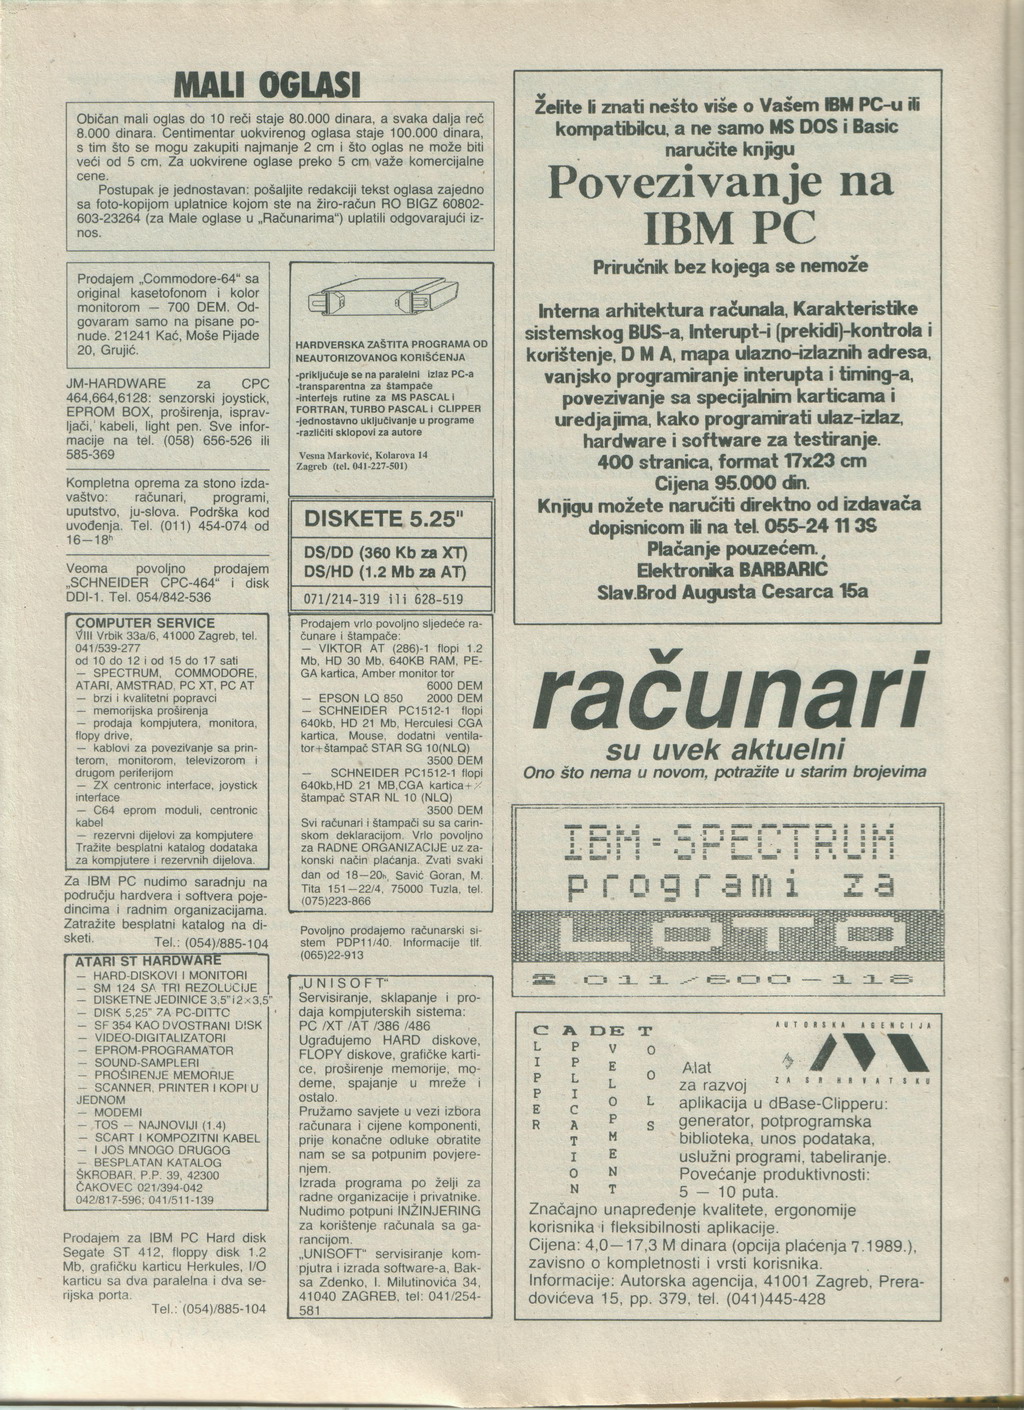 MALI OGLASI
Običan mali oglas do 10 reči staje 80.000 dinara, a svaka dalja reč
8.000 dinara. Centimentar uokvirenog oglasa staje 100.000 dinara,
s tim što se mogu zakupiti najmanje 2 cm i što oglas ne može biti
veći od 5 cm. Za uokvirene oglase preko 5 cm važe komercijalne
cene.
Postupak je jednostavan: pošaljite redakciji tekst oglasa zajedno
sa foto-kopijom uplatnice kojom ste na žiro-račun RO BIGZ 60802-
603-23264 (za Male oglase u „Računarima“) uplatili odgovarajući iz-
nos.
Prodajem „Commodore-64“ sa
original kasetofonom i kolor
monitorom — 700 DEM. Od-
govaram samo na pisane po-
nude. 21241 Kać, Moše Pijade
20, Grujić.
JM-HARDWARE za CPC
464,664,6128: senzorski joystick,
EPROM BOX, proširenja, isprav-
ljači, kabeli, light pen. Sve infor-
macije na tel. (058) 656-526 ili
585-369
Kompletna oprema za stono izda-
vaštvo: računari, programi,
uputstvo, ju-slova. Podrška kod
uvođenja. Tel. (011) 454-074 od
16—18h
Veoma povoljno prodajem
„SCHNEIDER CPC-464“ i disk
DDI-1. Tel. 054/842-536
COMPUTER SERVICE
VIII Vrbik 33a/6, 41000 Zagreb, tel.
041/539-277
od 10 do 12 i od 15 do 17 sati
— SPECTRUM, COMMODORE,
ATARI, AMSTRAD, PC XT, PC AT
— brzi i kvalitetni popravci
— memorijska proširenja
— prodaja kompjutera, monitora,
flopy drive,
— kablovi za povezivanje sa prin-
terom, monitorom, televizorom i
drugom periferijom
— ZX centronic interface, joystick
interface
— C64 eprom moduli, centronic
kabel
— rezervni dijelovi za kompjutere
Tražite besplatni katalog dodataka
za kompjutere i rezervnih dijelova.
Za IBM PC nudimo saradnju na
području hardvera i softvera poje-
dincima i radnim organizacijama.
Zatražite besplatni katalog na di-
sketi. Tel.: (054)/885-104
ATARI ST HARDWARE
— HARD-DISKOVI I MONITORI
— SM 124 SA TRI REZOLUCIJE
— DISKETNE JEDINICE 3,5" i 2×3,5"
— DISK 5,25" ZA PC-DITTO
— SF 354 KAO DVOSTRANI DISK
— VIDEO-DIGITALIZATORI
— EPROM-PROGRAMATOR
— SOUND-SAMPLERI
— PROŠIRENJE MEMORIJE
— SCANNER, PRINTER I KOPI U
JEDNOM
— MODEMI
— TOS — NAJNOVIJI (1.4)
— SCART I KOMPOZITNI KABEL
— I JOS MNOGO DRUGOG
— BESPLATAN KATALOG
ŠKROBAR, P.P. 39, 42300
ČAKOVEC 021/394-042
042/817-596; 041/511-139
Prodajem za IBM PC Hard disk
Segate ST 412, floppy disk 1.2
Mb, grafičku karticu Herkules, I/O
karticu sa dva paralelna i dva se-
rijska porta.
Tel.: (054)/885-104
HARDVERSKA ZAŠTITA PROGRAMA OD
NEAUTORIZOVANOG KORIŠĆENJA
-priključuje se na paralelni izlaz PC-a
-transparentna za štampače
-interfejs rutine za MS PASCAL i
FORTRAN, TURBO PASCAL i CLIPPER
-jednostavno uključivanje u programe
-različiti sklopovi za autore
Vesna Marković, Kolarova 14
Zagreb (tel. 041-227-501)
DISKETE 5.25"
DS/DD (360 Kb za XT)
DS/HD (1.2 Mb za AT)
071/214-319 ili 628-519
Prodajem vrlo povoljno sljedeće ra-
čunare i štampače:
— VIKTOR AT (286)-1 flopi 1.2
Mb, HD 30 Mb, 640KB RAM, PE-
GA kartica, Amber monitor tor
6000 DEM
— EPSON LQ 850 2000 DEM
— SCHNEIDER PC1512-1 flopi
640kb, HD 21 Mb, Herculesi CGA
kartica, Mouse, dodatni ventila-
tor+štampač STAR SG 10(NLQ)
3500 DEM
— SCHNEIDER PC1512-1 flopi
640kb,HD 21 MB,CGA kartica+
štampač STAR NL 10 (NLQ)
3500 DEM
Svi računari i štampači su sa carin-
skom deklaracijom. Vrlo povoljno
za RADNE ORGANIZACIJE uz za-
konski način plaćanja. Zvati svaki
dan od 18—20h, Savić Goran, M.
Tita 151—22/4, 75000 Tuzla, tel.
(075)223-866
Povoljno prodajemo računarski si-
stem PDP11/40. Informacije tlf.
(065)22-913
„UNISOFT“
Servisiranje, sklapanje i pro-
daja kompjuterskih sistema:
PC /XT /AT /386 /486
Ugrađujemo HARD diskove,
FLOPY diskove, grafičke karti-
ce, proširenje memorije, mo-
deme, spajanje u mreže i
ostalo.
Pružamo savjete u vezi izbora
računara i cijene komponenti,
prije konačne odluke obratite
nam se sa potpunim povjere-
njem.
Izrada programa po želji za
radne organizacije i privatnike.
Nudimo potpuni INŽINJERING
za korištenje računala sa ga-
rancijom.
„UNISOFT“ servisiranje kom-
pjutra i izrada software-a, Bak-
sa Zdenko, I. Milutinovića 34,
41040 ZAGREB, tel: 041/254-
581
Želite li znati nešto više o Vašem IBM PC-u ili
kompatibilcu, a ne samo MS DOS i Basic
naručite knjigu
Povezivanje na
IBM PC
Priručnik bez kojega se nemože
Interna arhitektura računala, Karakteristike
sistemskog BUS-a, Interupt-i (prekidi)-kontrola i
korištenje, D M A, mapa ulazno-izlaznih adresa,
vanjsko programiranje interupta i timing-a,
povezivanje sa specijalnim karticama i
uredjajima, kako programirati ulaz-izlaz,
hardware i software za testiranje.
400 stranica, format 17x23 cm
Cijena 95.000 din.
Knjigu možete naručiti direktno od izdavača
dopisnicom ili na tel. 055-24 11 3S
Plačanje pouzećem.,
Elektronika BARBARIĆ
Slav.Brod Augusta Cesarca 15a
računari
su uvek aktuelni
Ono što nema u novom, potražite u starim brojevima
IBM - SPECTRUM
programi za
LOTO
☎ 011/600-118
CADET
CLIPPER
APPLICATION
DEVELOPMENT
TOOLS
AUTORSKA AGENCIJA
ZA SR HRVATSKU
Alat
za razvoj
aplikacija u dBase-Clipperu:
generator, potprogramska
biblioteka, unos podataka,
uslužni programi, tabeliranje.
Povećanje produktivnosti:
5 — 10 puta.
Značajno unapređenje kvalitete, ergonomije
korisnika i fleksibilnosti aplikacije.
Cijena: 4,0—17,3 M dinara (opcija plaćenja 7.1989.),
zavisno o kompletnosti i vrsti korisnika.
Informacije: Autorska agencija, 41001 Zagreb, Prera-
dovićeva 15, pp. 379, tel. (041)445-428